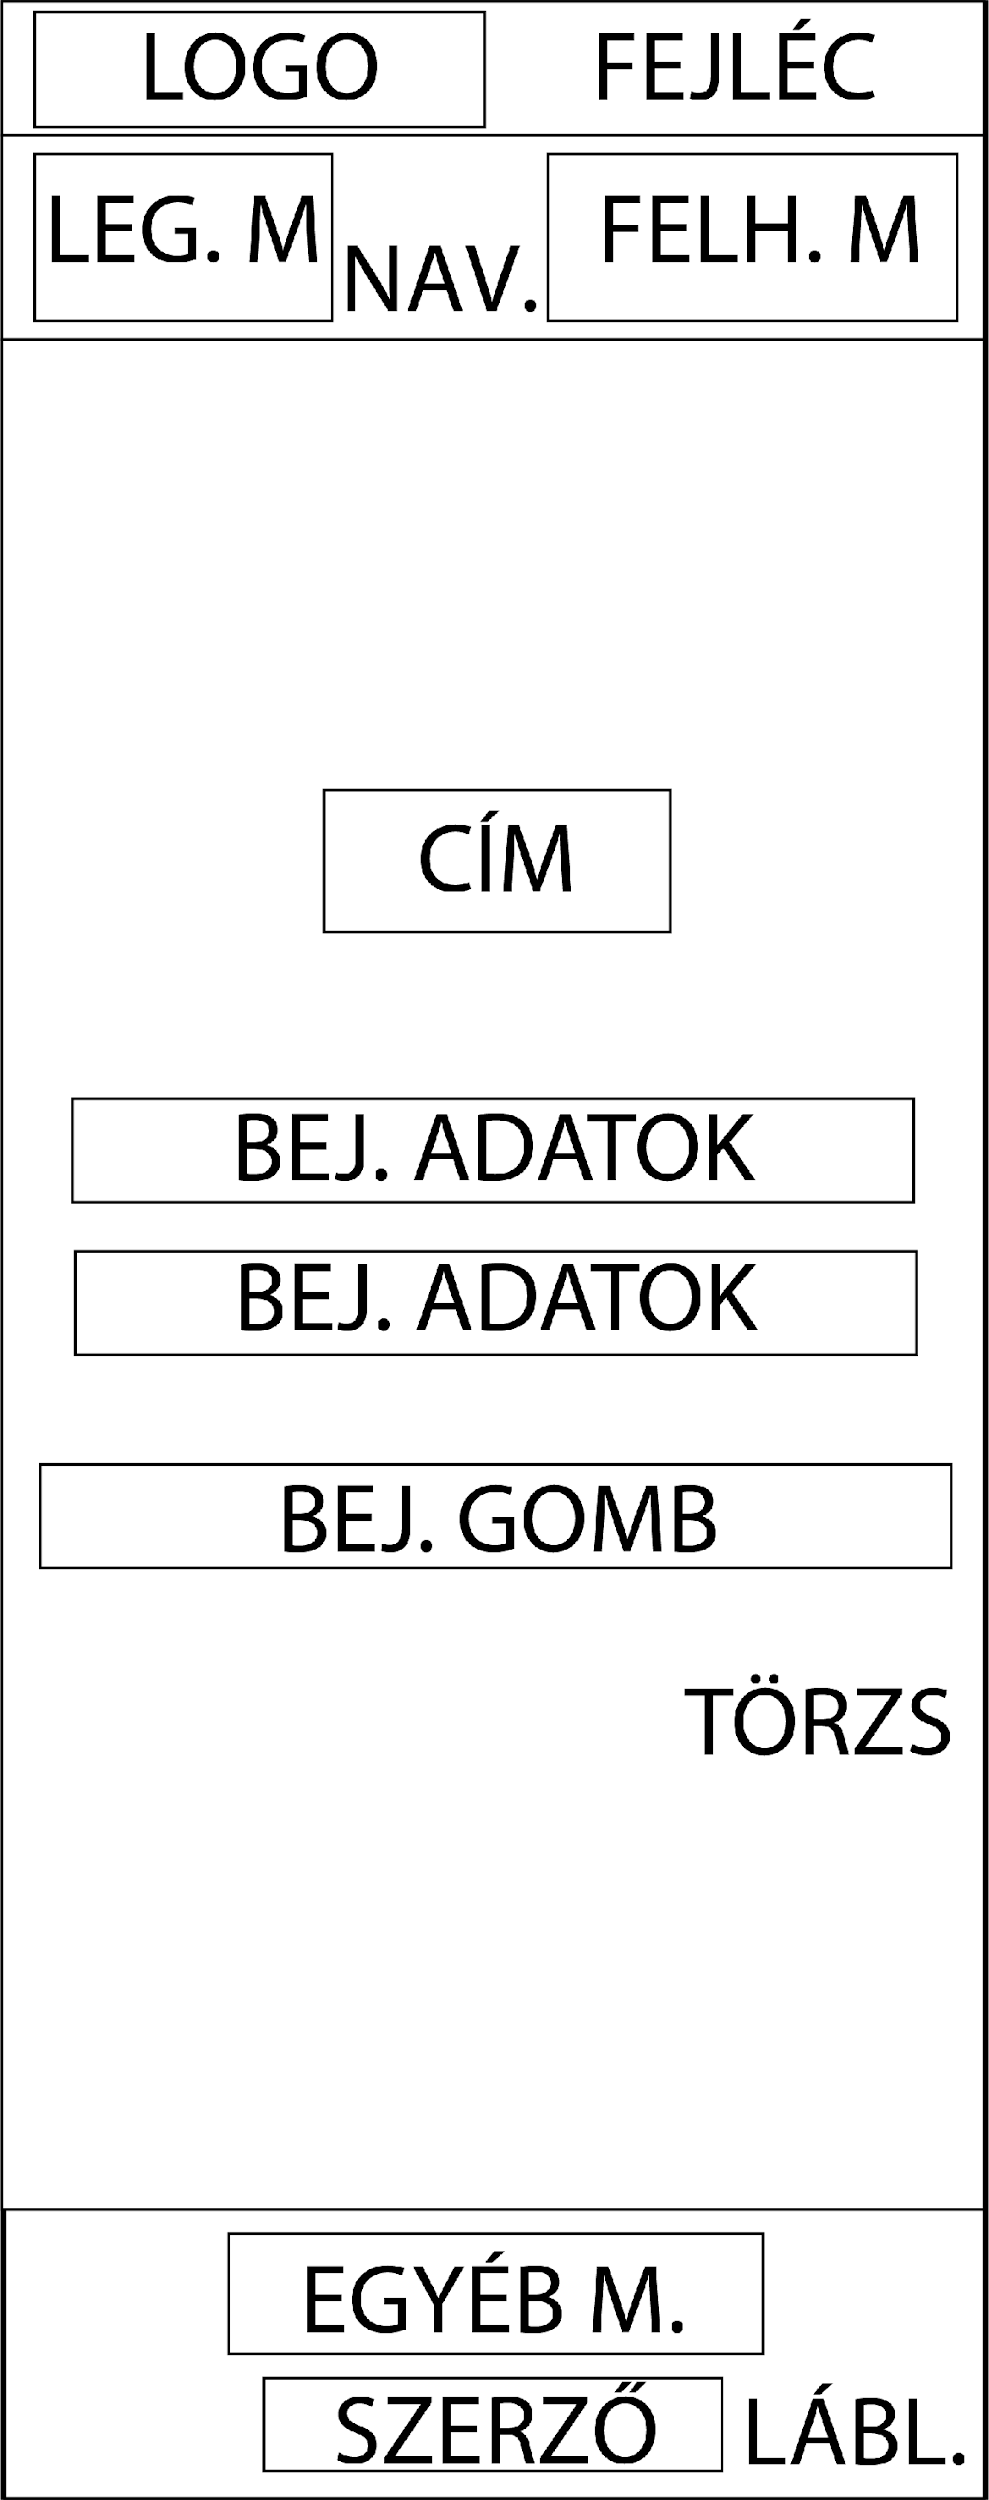 LOGO
FEJLÉC
LEG. M
NAV.
FELH. M
CÍM
BEJ. ADATOK
BEJ. ADATOK
BEJ. GOMB
TÖRZS
EGYÉB M.
SZERZŐ
LÁBL.